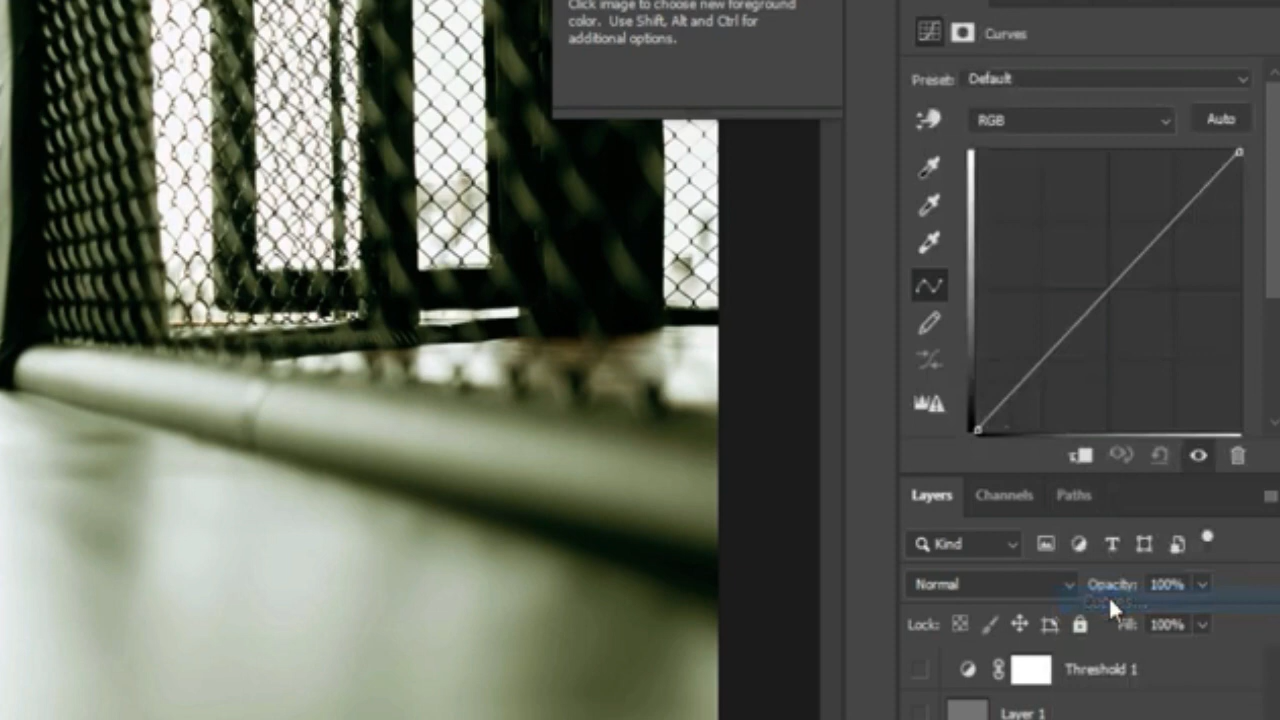 Click image to choose new foreground
color. Use Shift, Alt and Ctrl for
additional options.
Curves
Preset: Default
RGB
Auto
Layers
Channels
Paths
Kind
Normal
Opacity: 100%
Lock:
Fill: 100%
Threshold 1
Layer 1